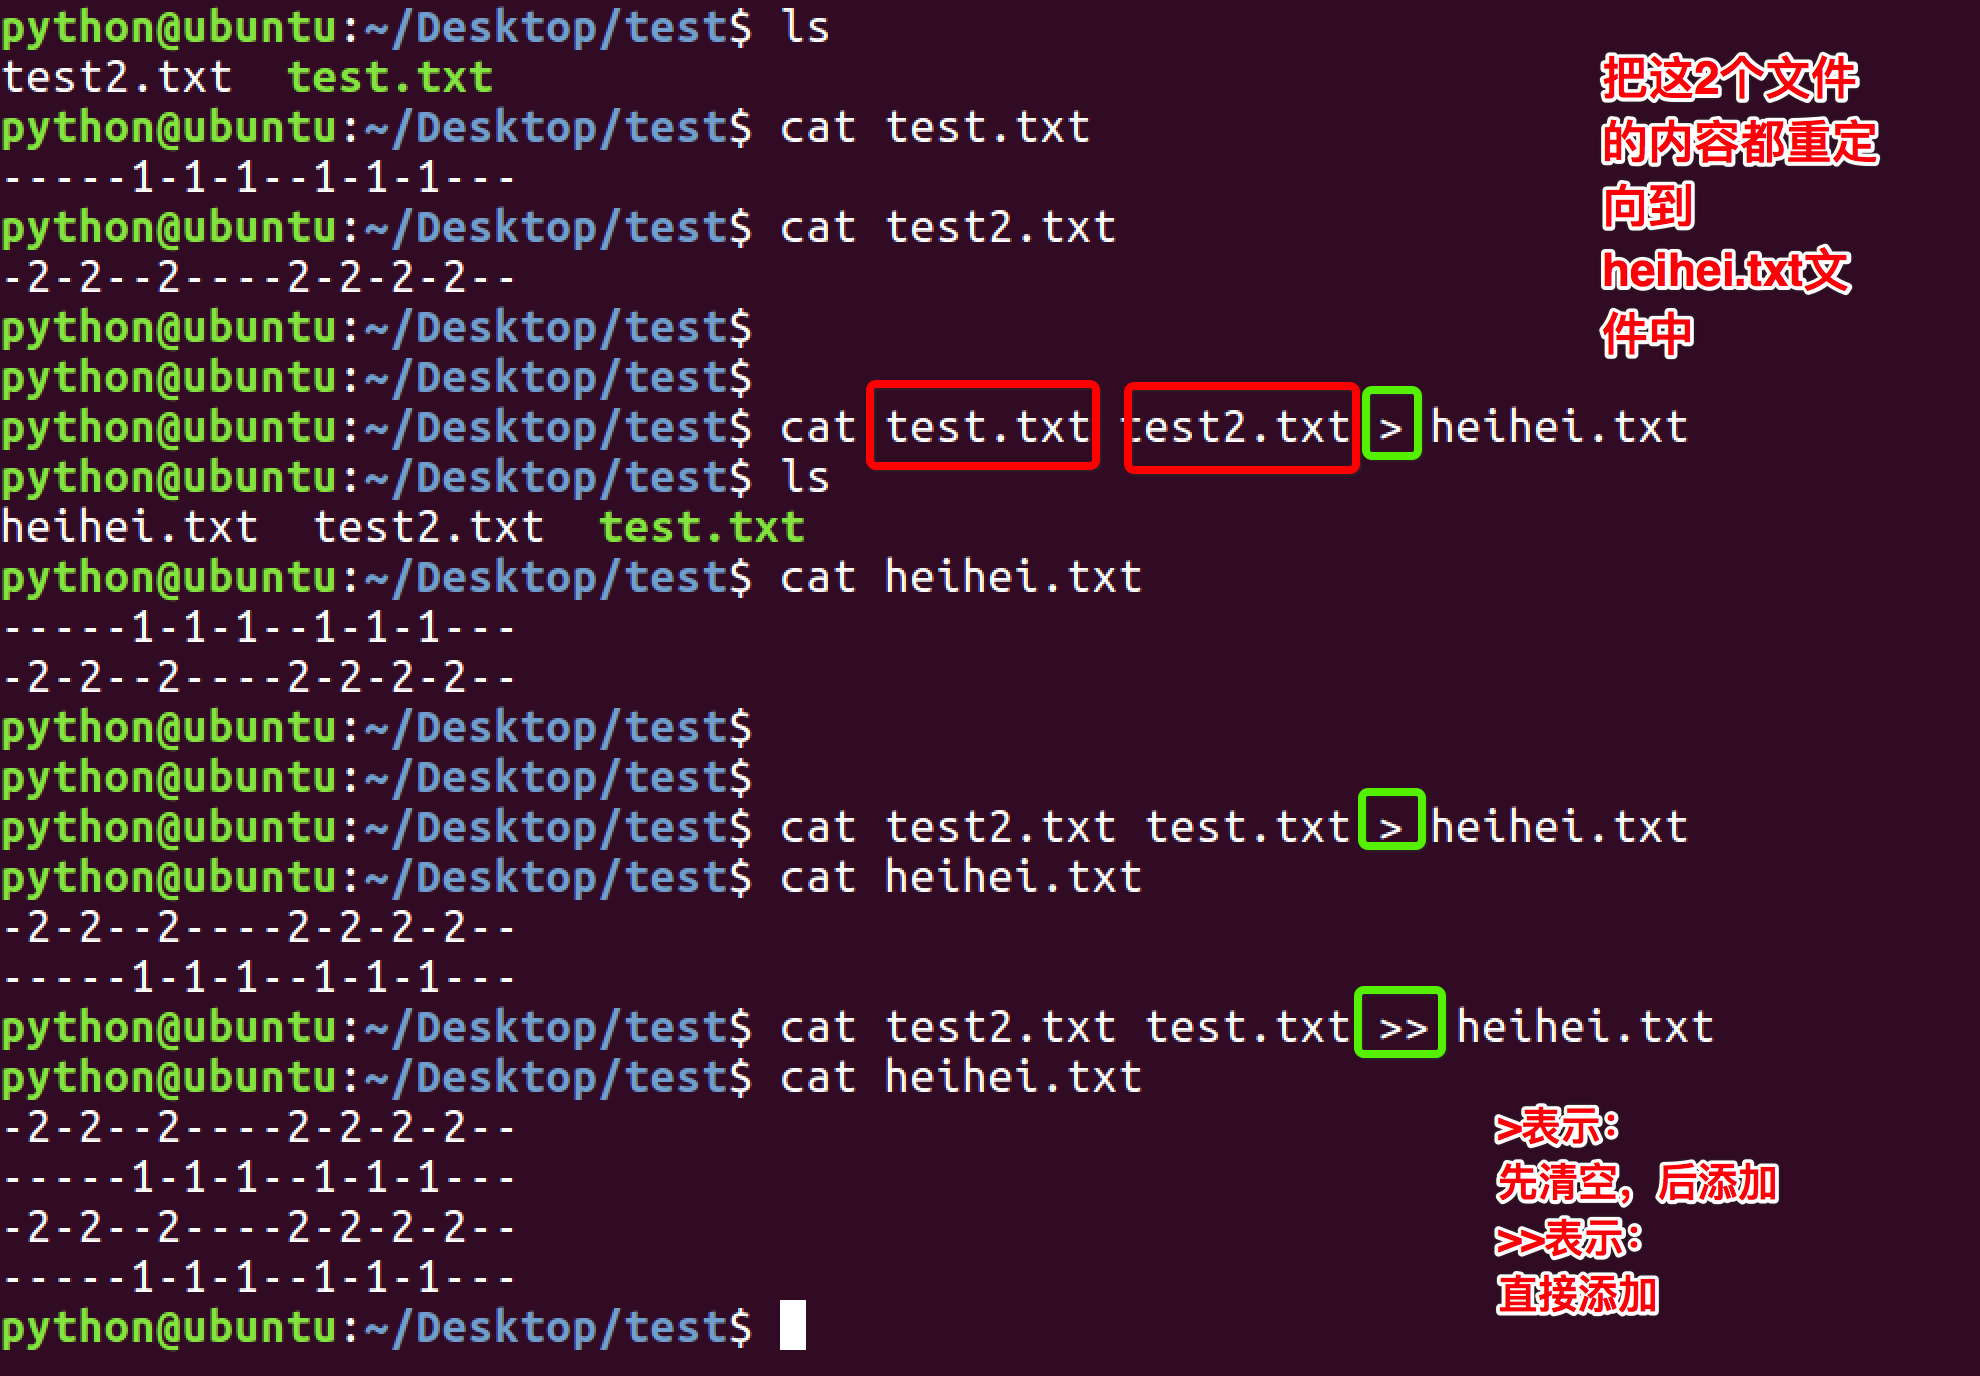 python@ubuntu:~/Desktop/test$ ls
test2.txt  test.txt
python@ubuntu:~/Desktop/test$ cat test.txt
-----1-1-1--1-1-1---
python@ubuntu:~/Desktop/test$ cat test2.txt
-2-2--2----2-2-2-2--
python@ubuntu:~/Desktop/test$
python@ubuntu:~/Desktop/test$
python@ubuntu:~/Desktop/test$ cat test.txt test2.txt > heihei.txt
python@ubuntu:~/Desktop/test$ ls
heihei.txt  test2.txt  test.txt
python@ubuntu:~/Desktop/test$ cat heihei.txt
-----1-1-1--1-1-1---
-2-2--2----2-2-2-2--
python@ubuntu:~/Desktop/test$
python@ubuntu:~/Desktop/test$
python@ubuntu:~/Desktop/test$ cat test2.txt test.txt > heihei.txt
python@ubuntu:~/Desktop/test$ cat heihei.txt
-2-2--2----2-2-2-2--
-----1-1-1--1-1-1---
python@ubuntu:~/Desktop/test$ cat test2.txt test.txt >> heihei.txt
python@ubuntu:~/Desktop/test$ cat heihei.txt
-2-2--2----2-2-2-2--
-----1-1-1--1-1-1---
-2-2--2----2-2-2-2--
-----1-1-1--1-1-1---
python@ubuntu:~/Desktop/test$
把这2个文件
的内容都重定
向到
heihei.txt文
件中
>表示：
先清空，后添加
>>表示：
直接添加